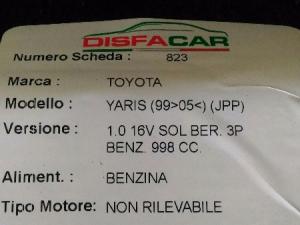 DISFACAR
Numero Scheda : 823
Marca : TOYOTA
Modello : YARIS (99>05<) (JPP)
Versione : 1.0 16V SOL BER. 3P
BENZ. 998 CC.
Aliment. : BENZINA
Tipo Motore: NON RILEVABILE